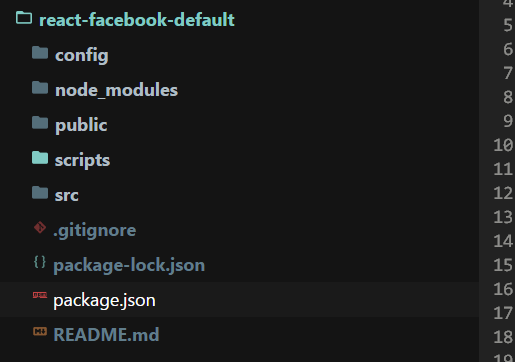 react-facebook-default
config
node_modules
public
scripts
src
.gitignore
package-lock.json
package.json
README.md
4
5
6
7
8
9
10
11
12
13
14
15
16
17
18
19